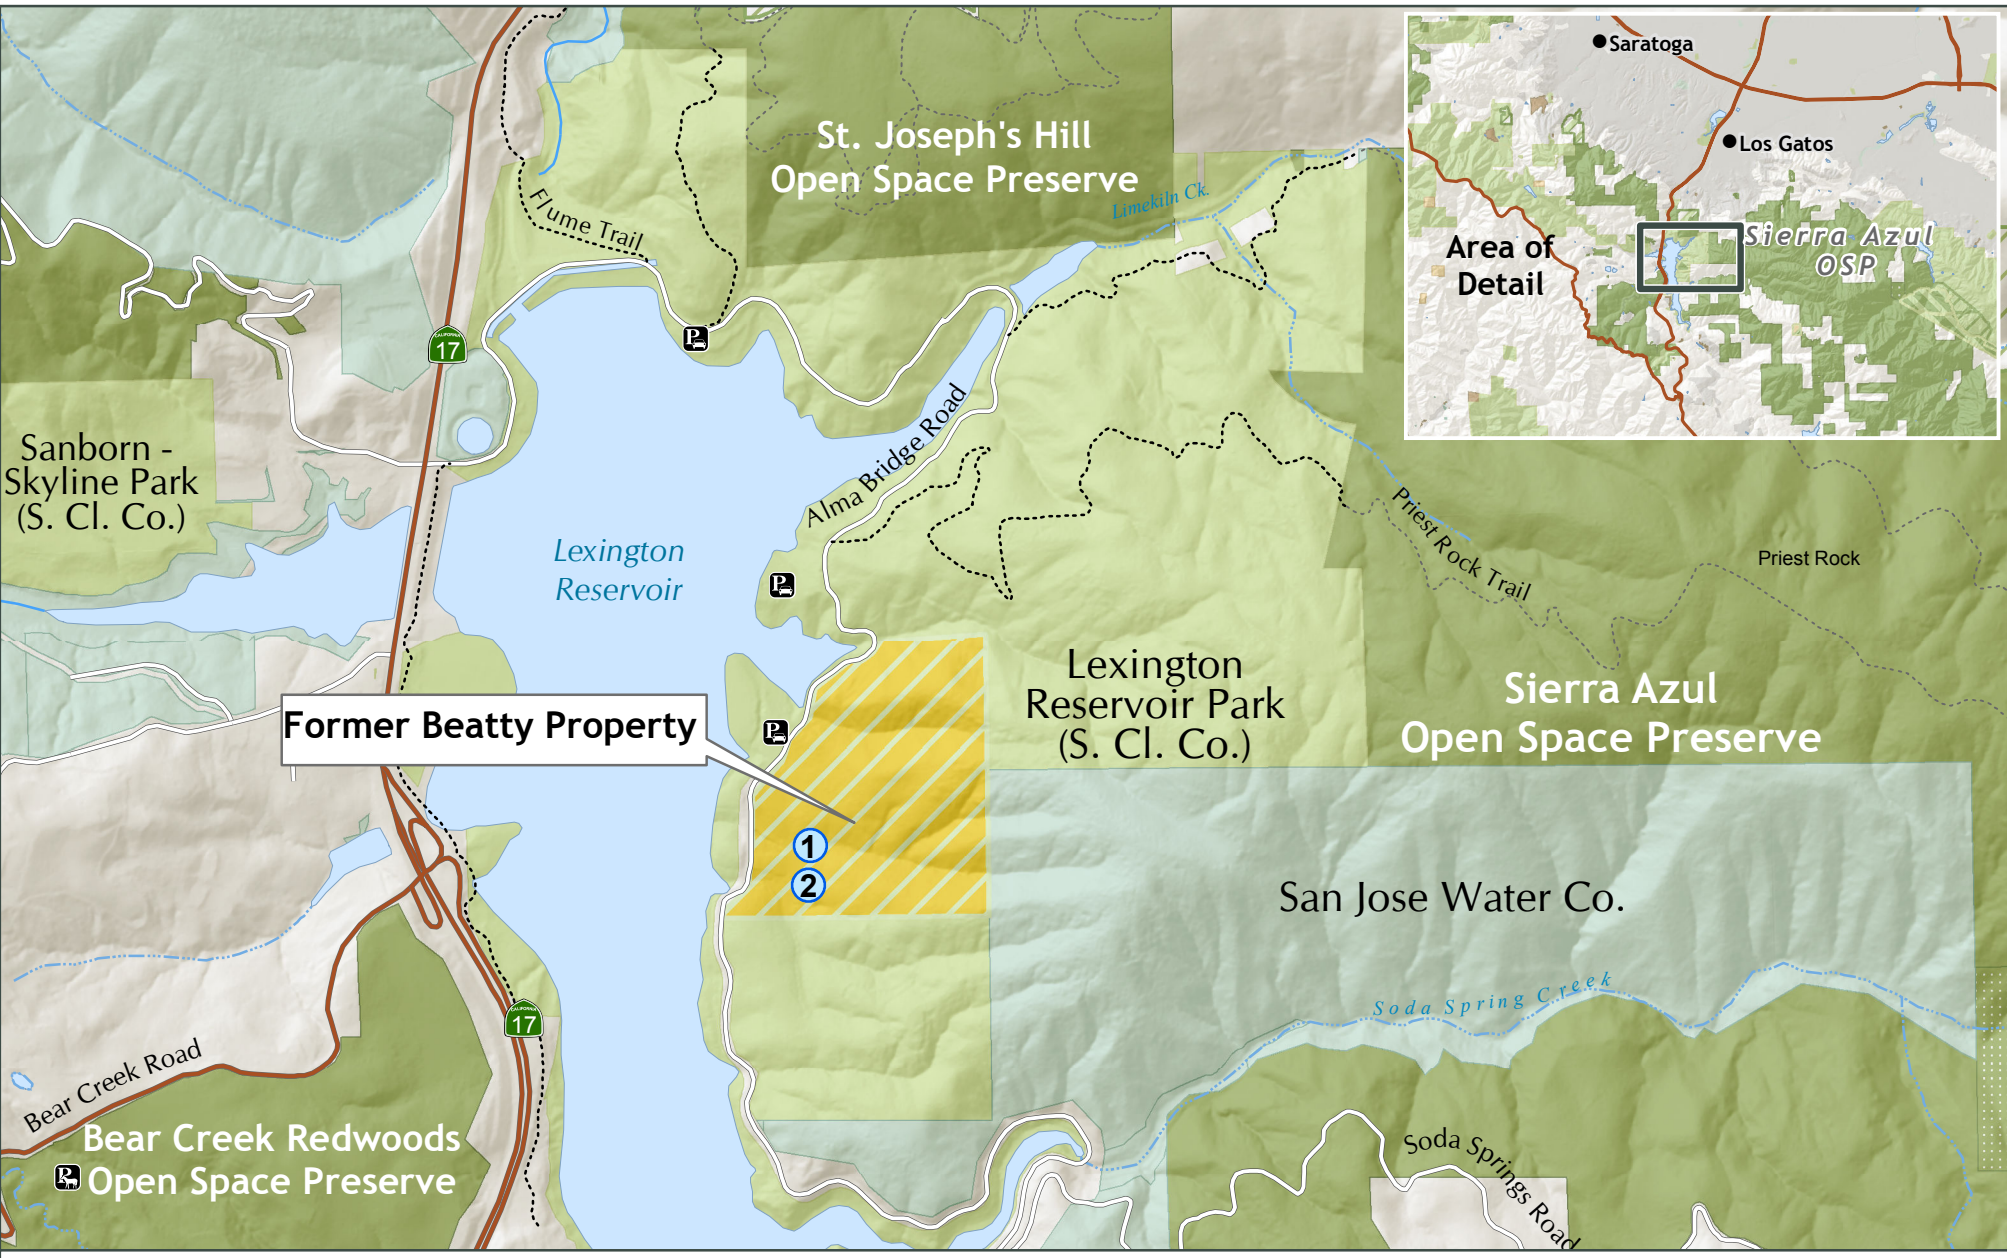 St. Joseph's Hill
Open Space Preserve
Limekiln Ck.
Flume Trail
Saratoga
Los Gatos
Area of
Detail
Sierra Azul
OSP
CALIFORNIA
17
Sanborn -
Skyline Park
(S. Cl. Co.)
P
Alma Bridge Road
Lexington
Reservoir
P
Priest Rock Trail
Priest Rock
Lexington
Reservoir Park
(S. Cl. Co.)
Sierra Azul
Open Space Preserve
Former Beatty Property
P
1
2
San Jose Water Co.
Soda Spring Creek
CALIFORNIA
17
Bear Creek Road
Bear Creek Redwoods
Open Space Preserve
P
Soda Springs Road